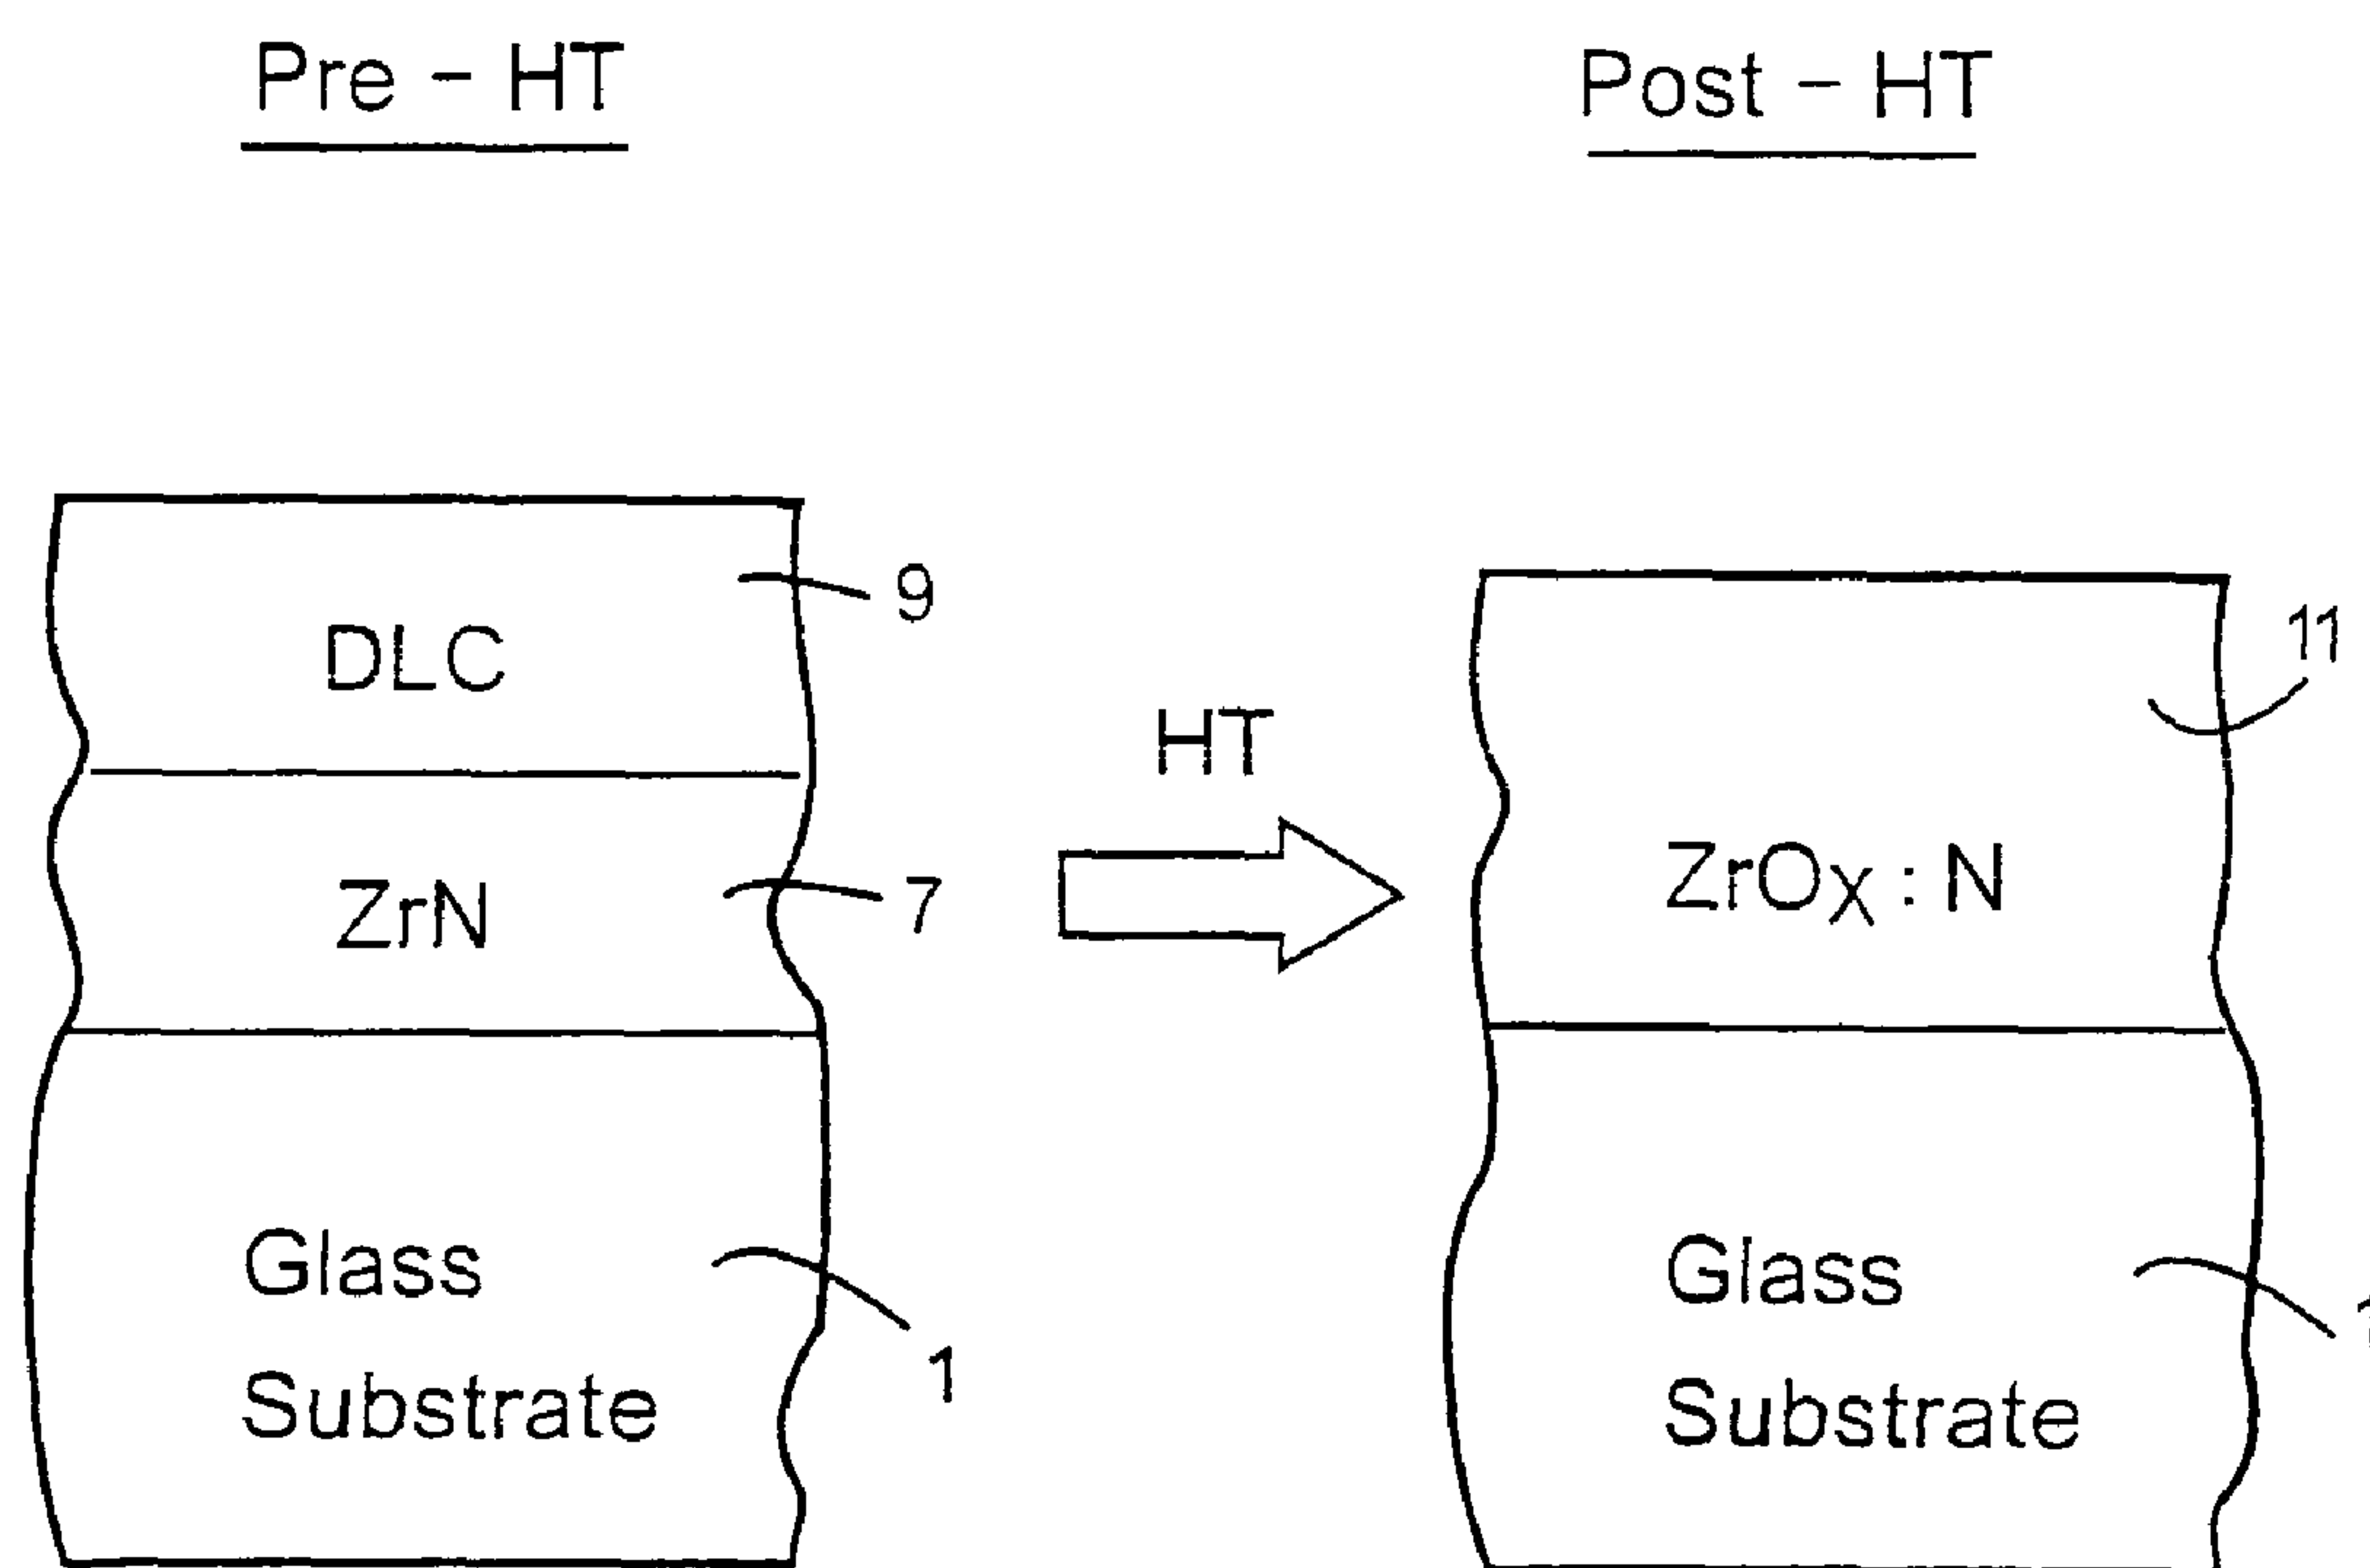 Pre - HT
Post - HT
9
DLC
11
HT
ZrN
7
ZrOx : N
Glass
Substrate
1
Glass
Substrate